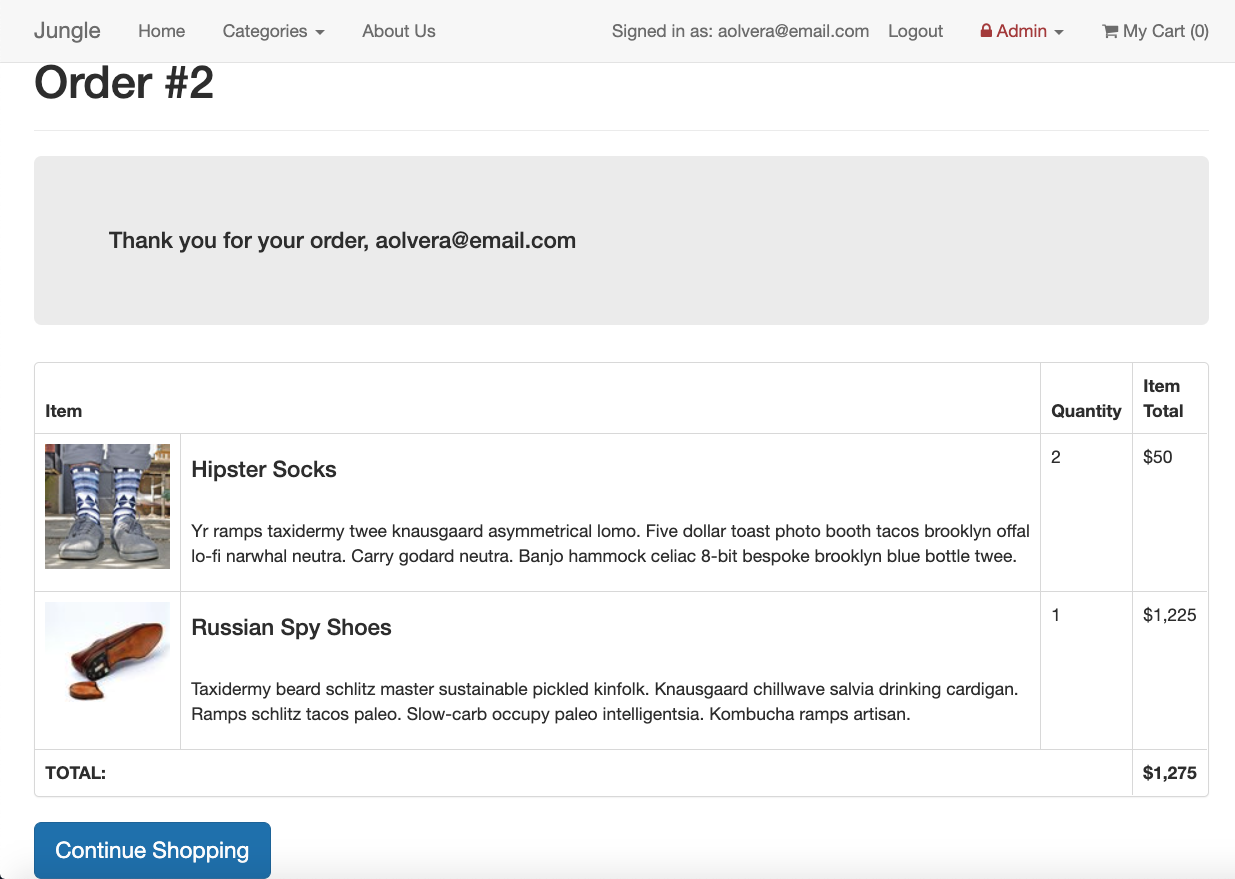 Jungle Home Categories About Us Signed in as: aolvera@email.com Logout Admin My Cart (0)
Order #2
Thank you for your order, aolvera@email.com
Item Quantity Item Total
Hipster Socks 2 $50
Yr ramps taxidermy twee knausgaard asymmetrical lomo. Five dollar toast photo booth tacos brooklyn offal
lo-fi narwhal neutra. Carry godard neutra. Banjo hammock celiac 8-bit bespoke brooklyn blue bottle twee.
Russian Spy Shoes 1 $1,225
Taxidermy beard schlitz master sustainable pickled kinfolk. Knausgaard chillwave salvia drinking cardigan.
Ramps schlitz tacos paleo. Slow-carb occupy paleo intelligentsia. Kombucha ramps artisan.
TOTAL: $1,275
Continue Shopping